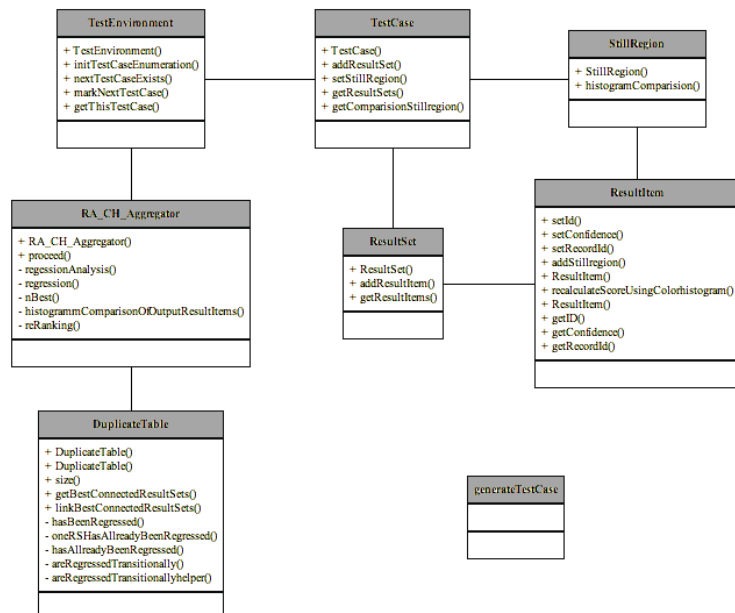 TestEnvironment
+ TestEnvironment()
+ initTestCaseEnumeration()
+ nextTestCaseExists()
+ markNextTestCase()
+ getThisTestCase()
TestCase
+ TestCase()
+ addResultSet()
+ setStillRegion()
+ getResultSets()
+ getComparisionStillregion()
StillRegion
+ StillRegion()
+ histogramComparision()
RA_CH_Aggregator
+ RA_CH_Aggregator()
+ proceed()
- regessionAnalysis()
- regression()
- nBest()
- histogrammComparisonOfOutputResultItems()
- reRanking()
ResultSet
+ ResultSet()
+ addResultItem()
+ getResultItems()
ResultItem
+ setId()
+ setConfidence()
+ setRecordId()
+ addStillregion()
+ ResultItem()
+ recalculateScoreUsingColorhistogram()
+ ResultItem()
+ getID()
+ getConfidence()
+ getRecordId()
DuplicateTable
+ DuplicateTable()
+ DuplicateTable()
+ size()
+ getBestConnectedResultSets()
+ linkBestConnectedResultSets()
- hasBeenRegressed()
- oneRSHasAllreadyBeenRegressed()
- hasAllreadyBeenRegressed()
- areRegressedTransitionally()
- areRegressedTransitionallyhelper()
generateTestCase